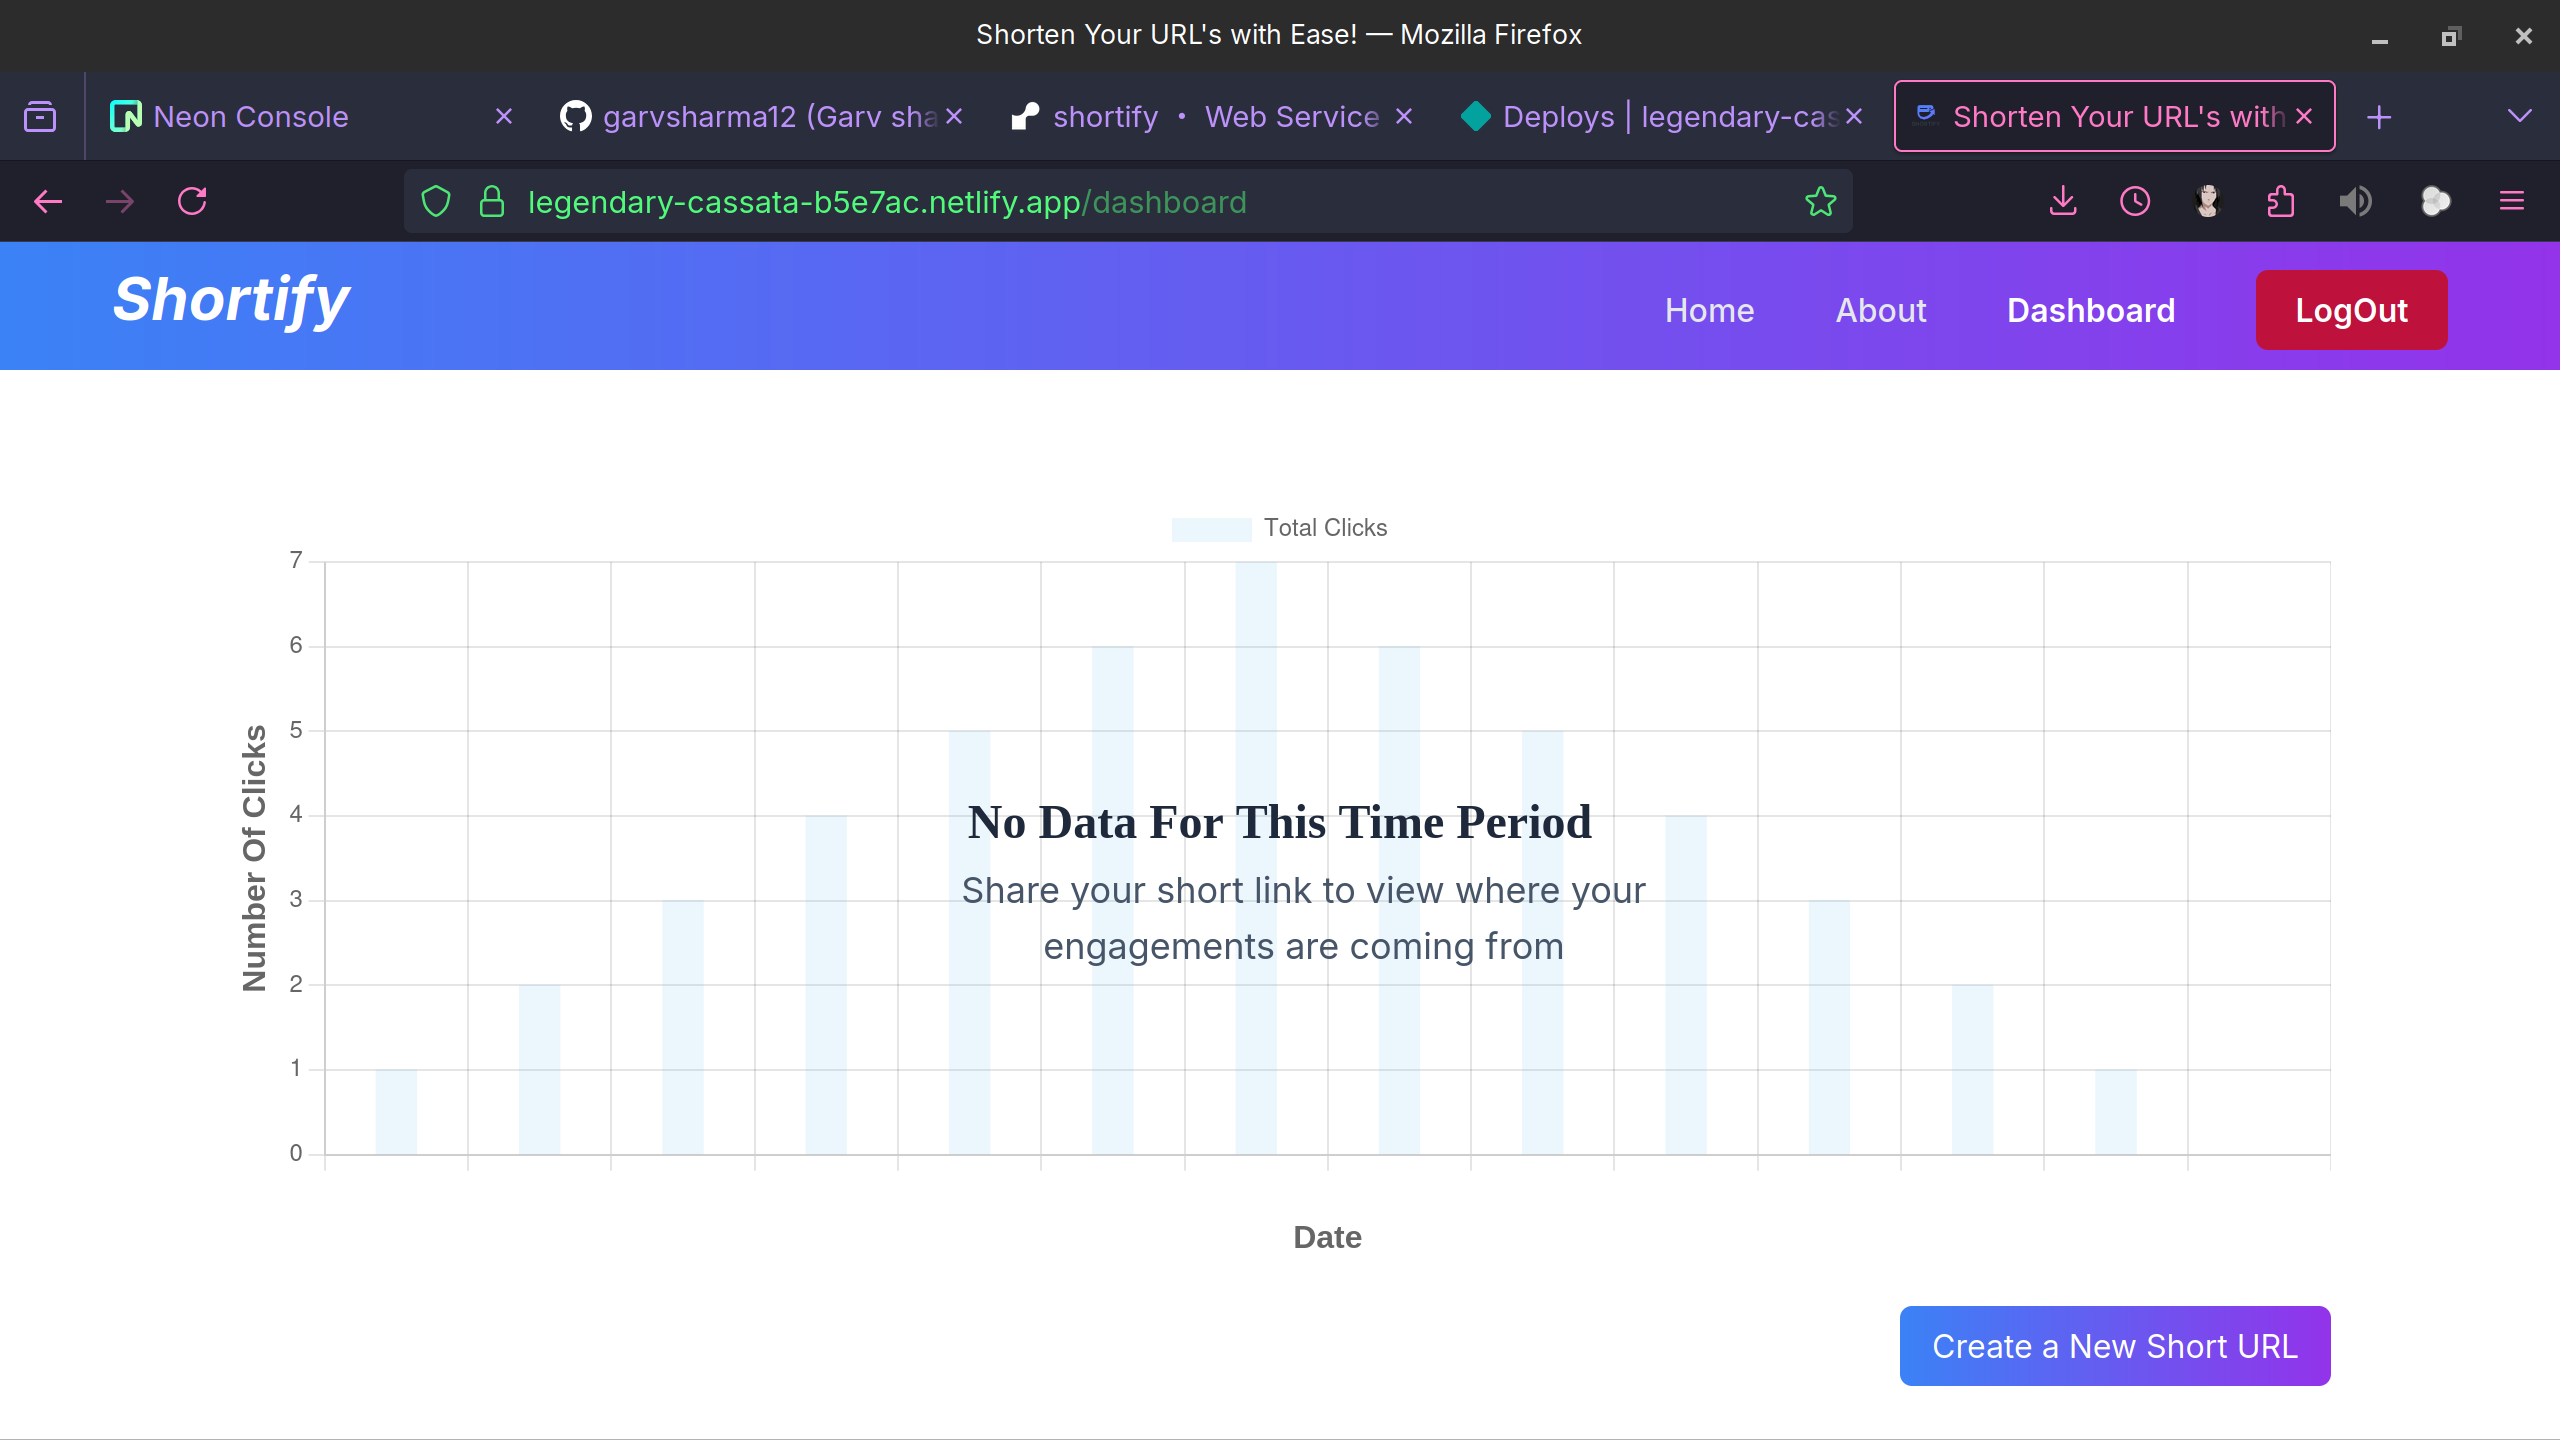 Shorten Your URL's with Ease! — Mozilla Firefox
Neon Console
garvsharma12 (Garv sha
shortify • Web Service
Deploys | legendary-cas
Shorten Your URL's with
legendary-cassata-b5e7ac.netlify.app/dashboard
Shortify
Home
About
Dashboard
LogOut
Total Clicks
7
6
5
4
3
2
1
0
Number Of Clicks
No Data For This Time Period
Share your short link to view where your
engagements are coming from
Date
Create a New Short URL